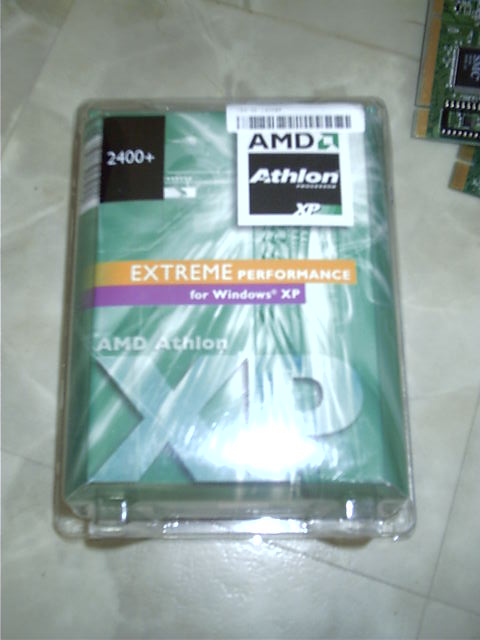 2400+
AMD
Athlon
PROCESSOR
XP
EXTREME PERFORMANCE
for Windows® XP
AMD Athlon
XP